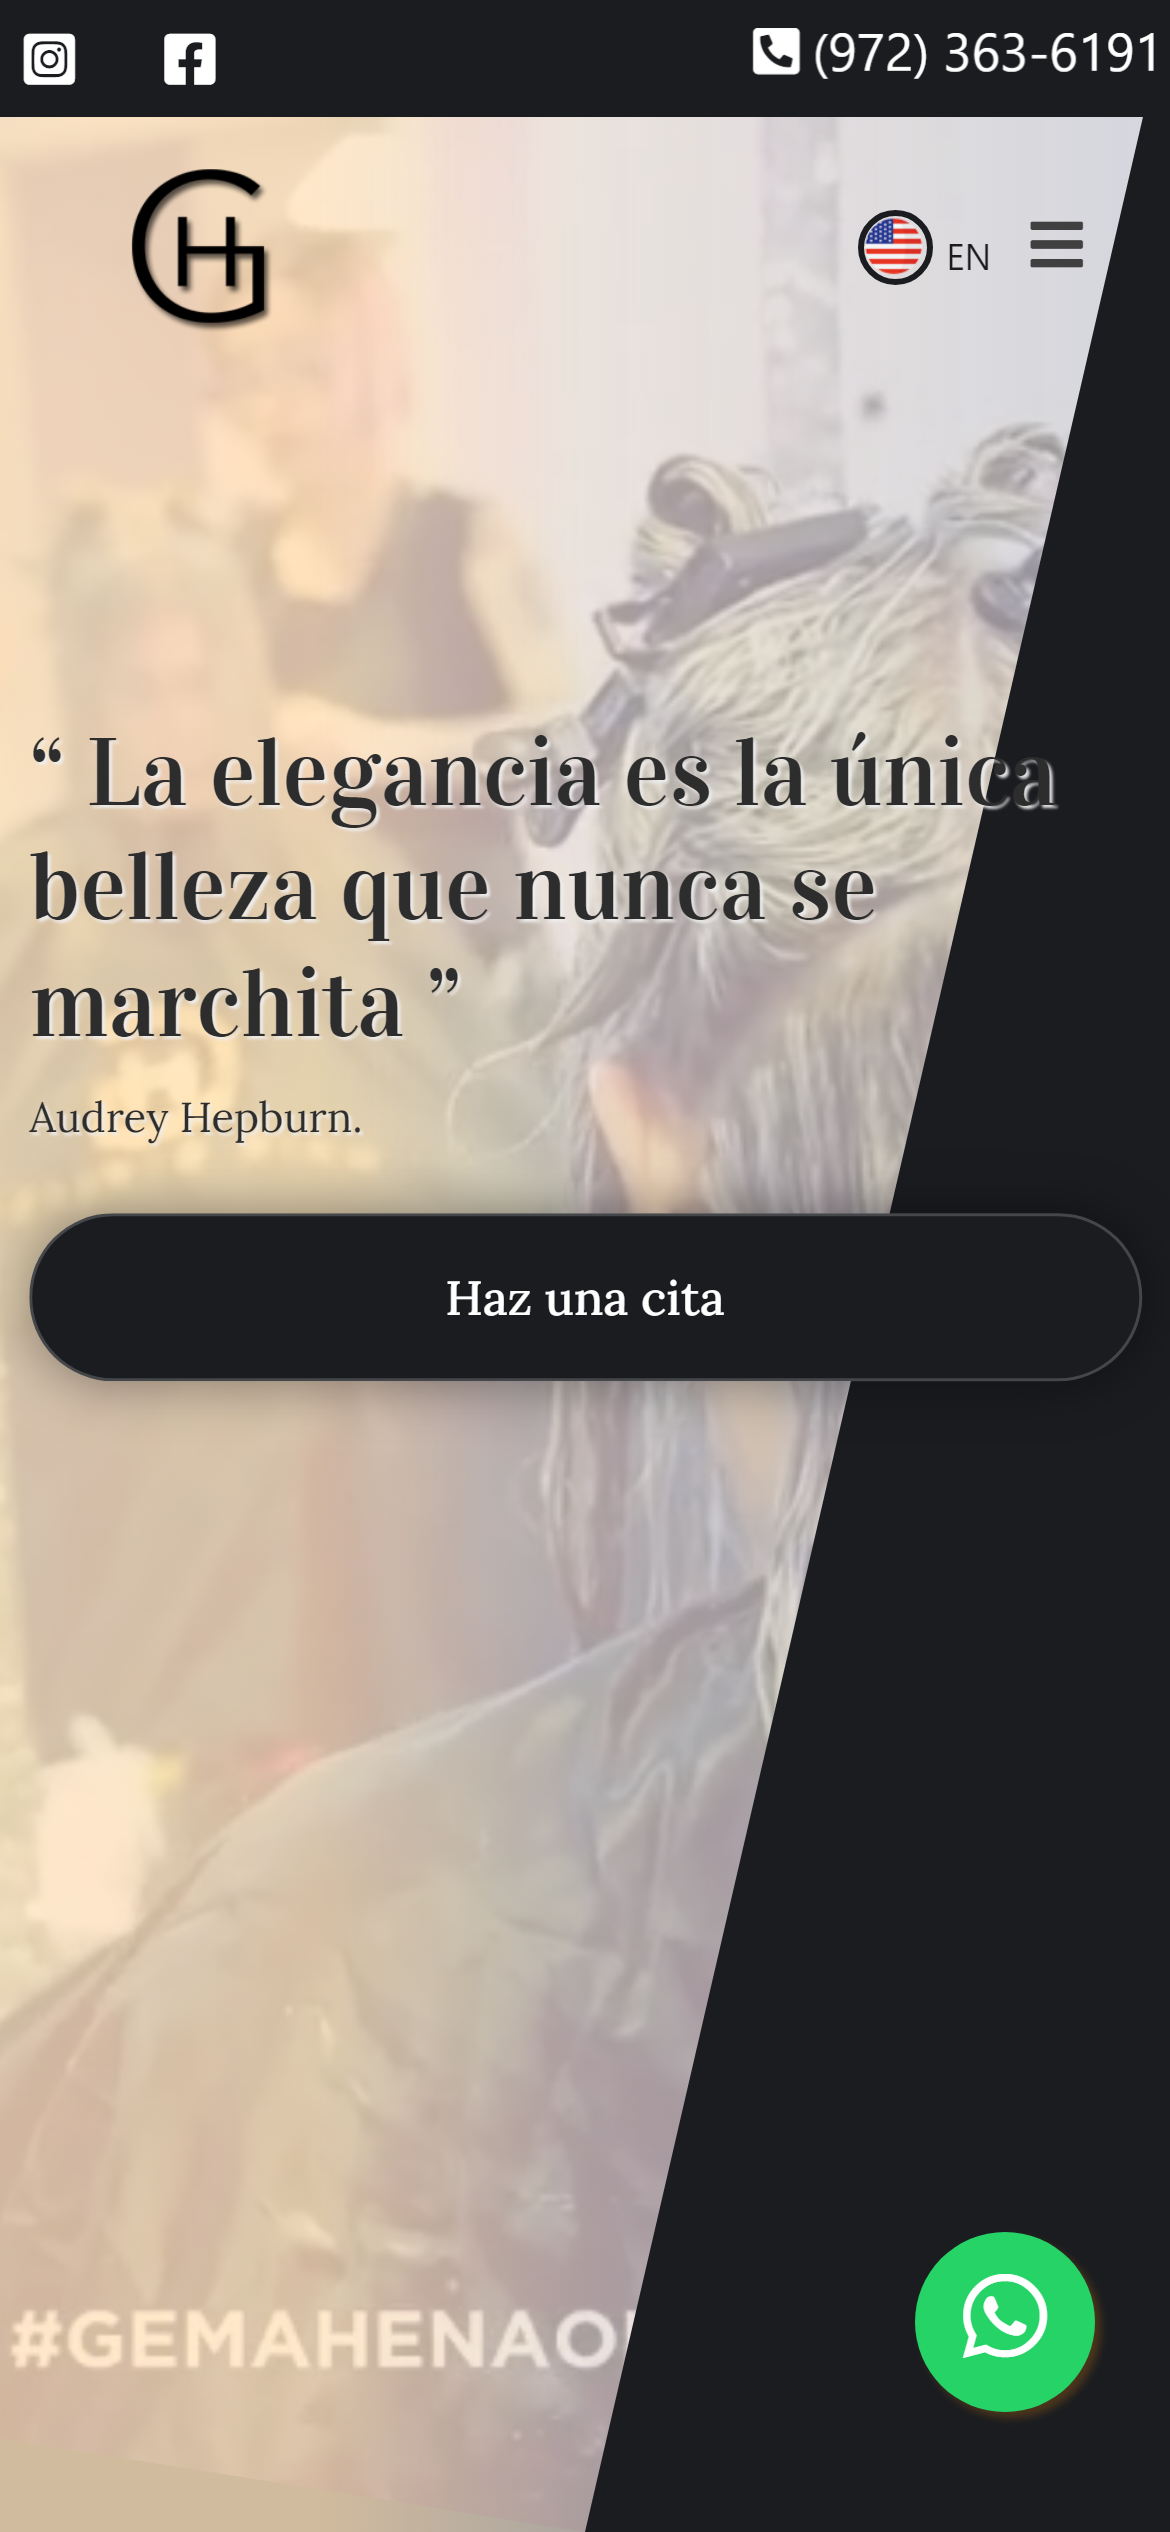 (972) 363-6191
GH
EN
“ La elegancia es la única
belleza que nunca se
marchita ”
Audrey Hepburn.
Haz una cita
#GEMAHENAO